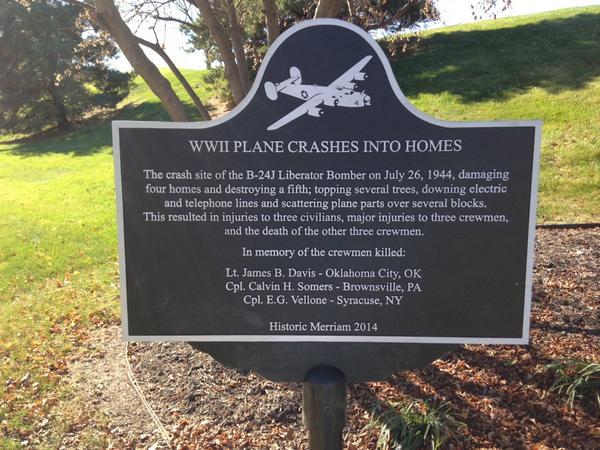 WWII PLANE CRASHES INTO HOMES
The crash site of the B-24J Liberator Bomber on July 26, 1944, damaging
four homes and destroying a fifth; topping several trees, downing electric
and telephone lines and scattering plane parts over several blocks.
This resulted in injuries to three civilians, major injuries to three crewmen,
and the death of the other three crewmen.
In memory of the crewmen killed:
Lt. James B. Davis - Oklahoma City, OK
Cpl. Calvin H. Somers - Brownsville, PA
Cpl. E.G. Vellone - Syracuse, NY
Historic Merriam 2014